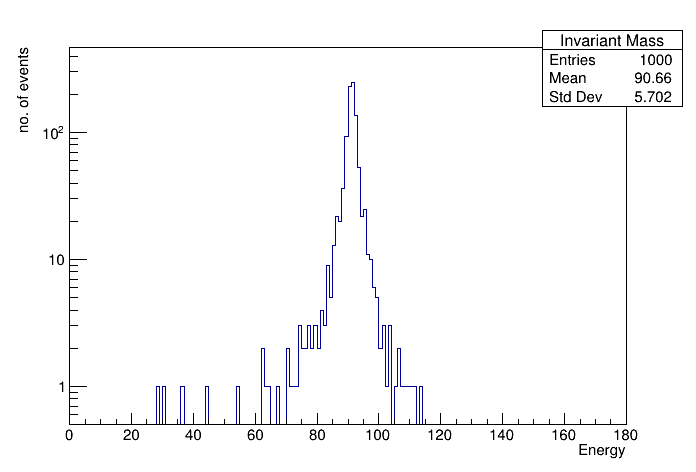 Invariant Mass
Entries 1000
Mean 90.66
Std Dev 5.702
no. of events
10²
10
1
0 20 40 60 80 100 120 140 160 180
Energy